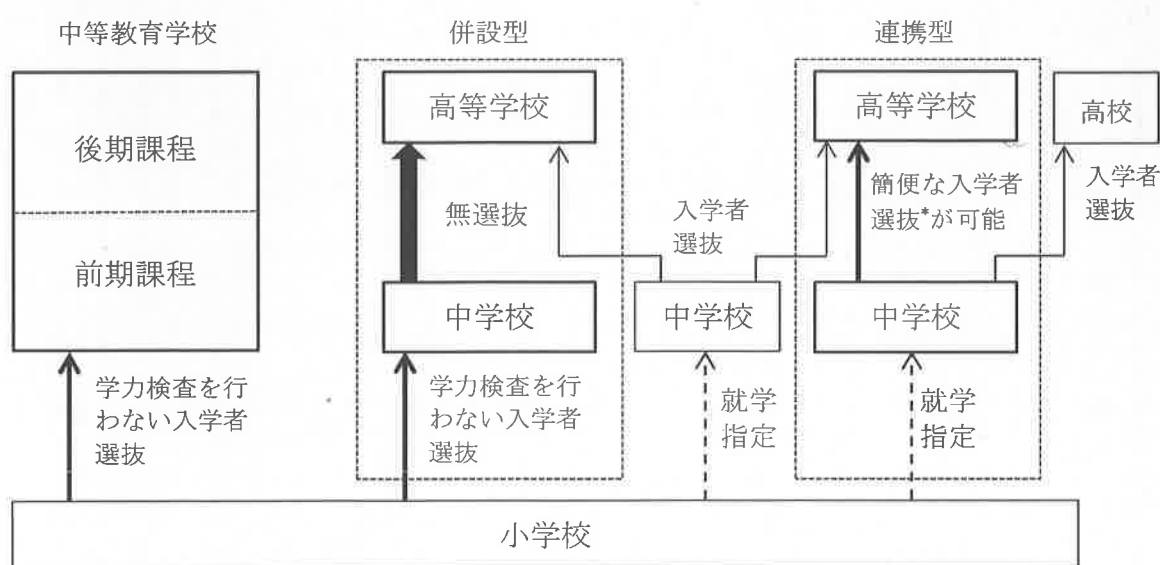 中等教育学校
併設型
連携型
後期課程
前期課程
学力検査を行
わない入学者
選抜
高等学校
無選抜
中学校
学力検査を行
わない入学者
選抜
入学者
選抜
中学校
就学
指定
高等学校
簡便な入学者
選抜*が可能
中学校
就学
指定
高校
入学者
選抜
小学校